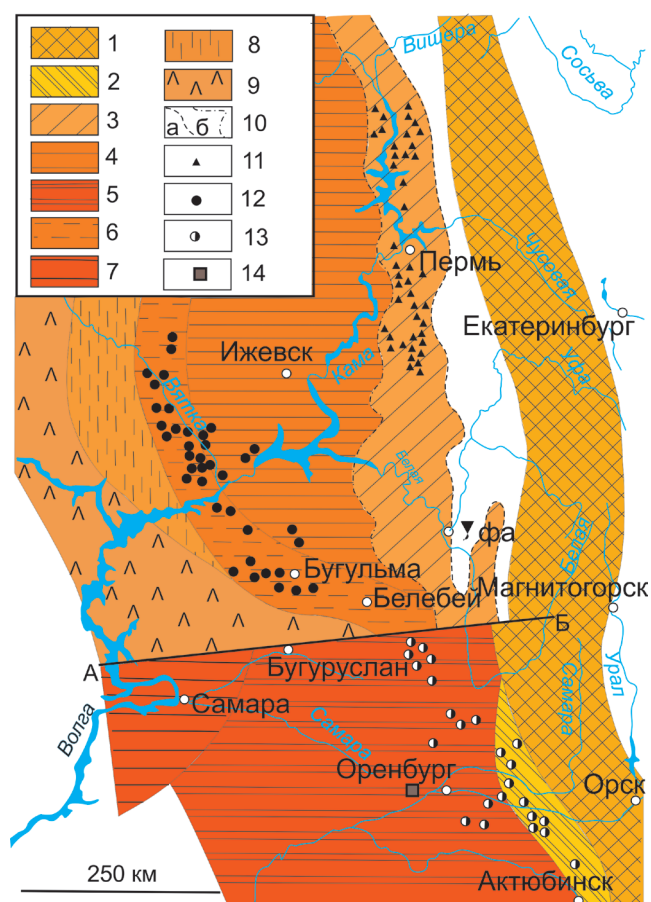 1
2
3
4
5
6
7
8
9
а б 10
11
12
13
14
Вишера
Сосьва
Пермь
Чусовая
Екатеринбург
Ижевск
Кама
Уфа
Вятка
Белая
фа
Белая
Бугульма
Белебей
Магнитогорск
А
Б
Бугуруслан
Самара
Урал
Волга
Самара
Самара
Оренбург
Орск
250 км
Актюбинск